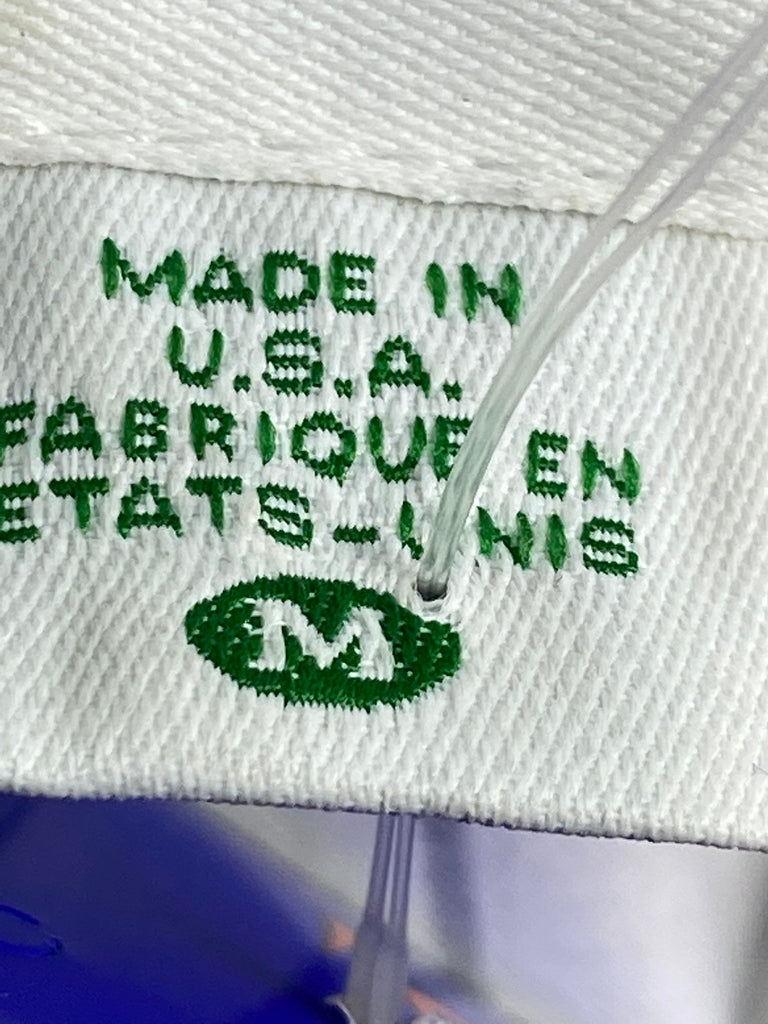 MADE IN
U.S.A.
FABRIQUE EN
ETATS-UNIS
M